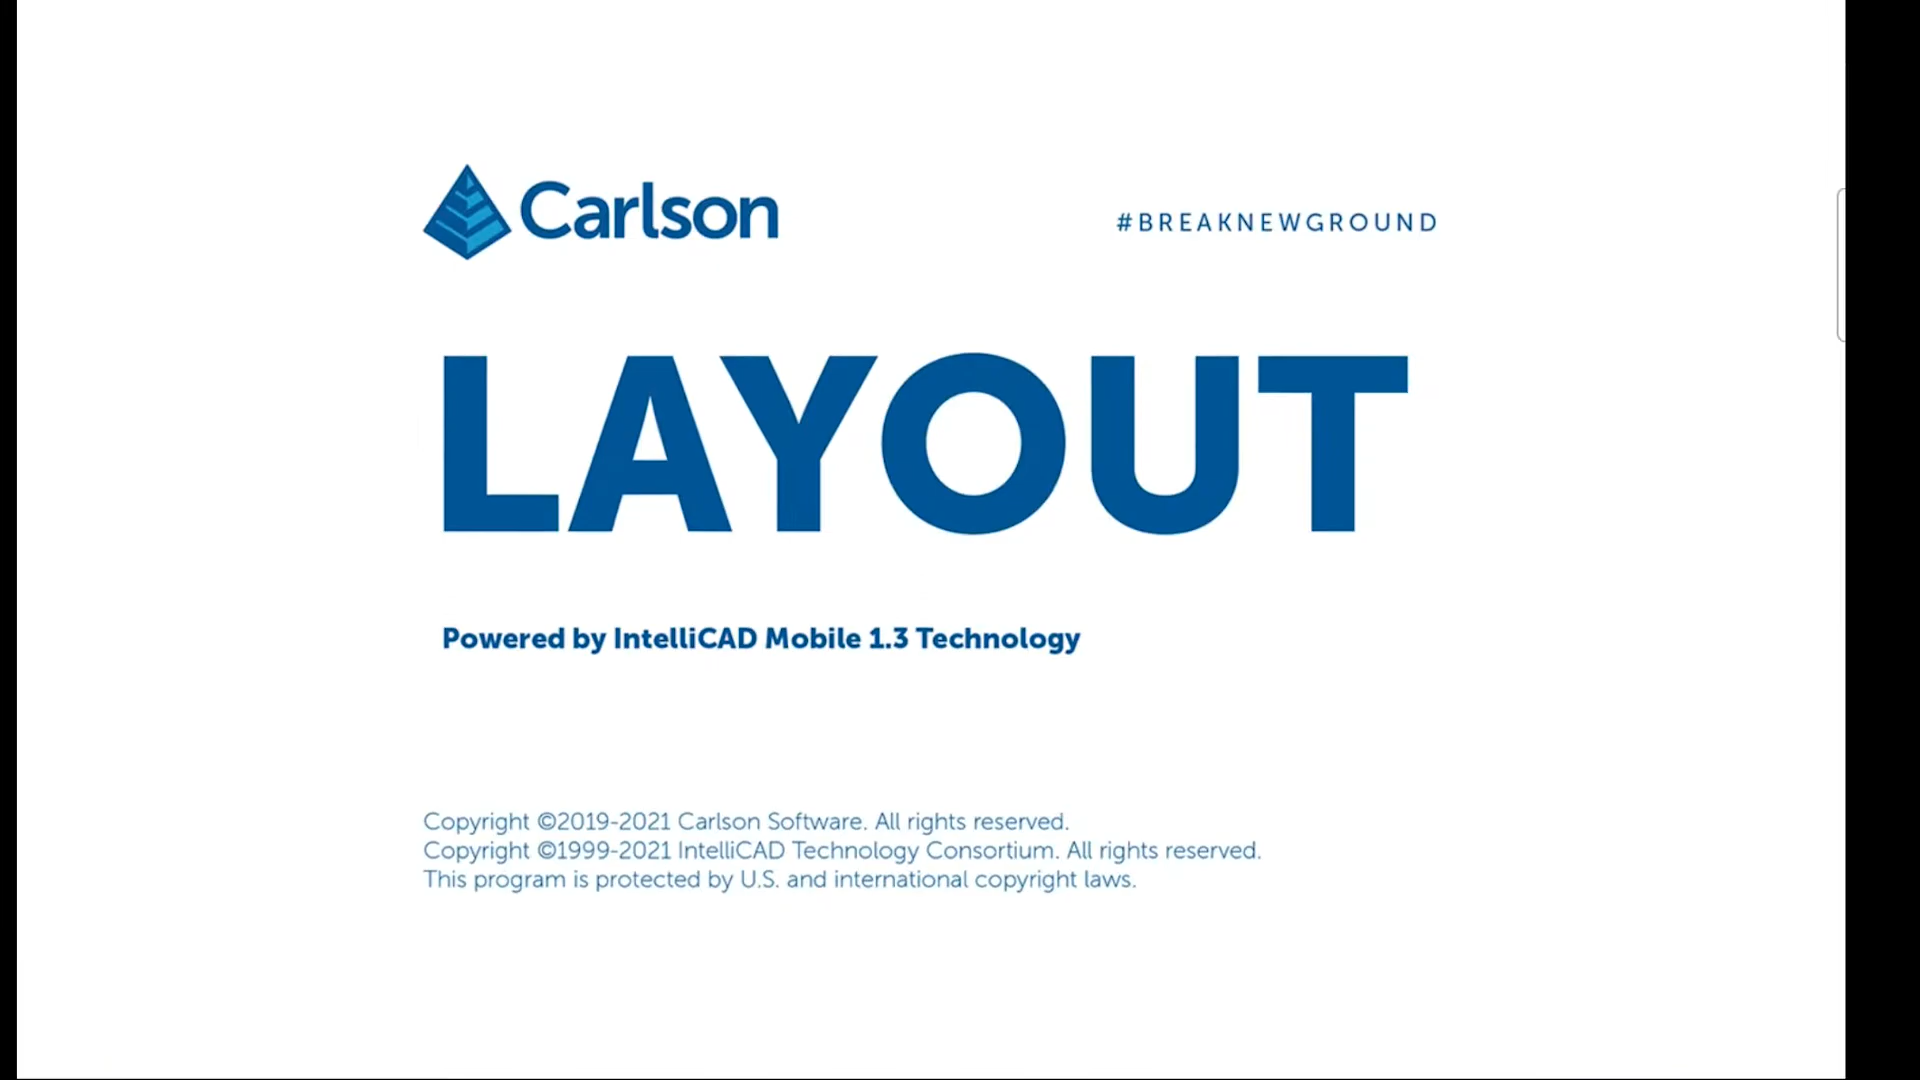 Carlson
#BREAKNEWGROUND
LAYOUT
Powered by IntelliCAD Mobile 1.3 Technology
Copyright ©2019-2021 Carlson Software. All rights reserved.
Copyright ©1999-2021 IntelliCAD Technology Consortium. All rights reserved.
This program is protected by U.S. and international copyright laws.